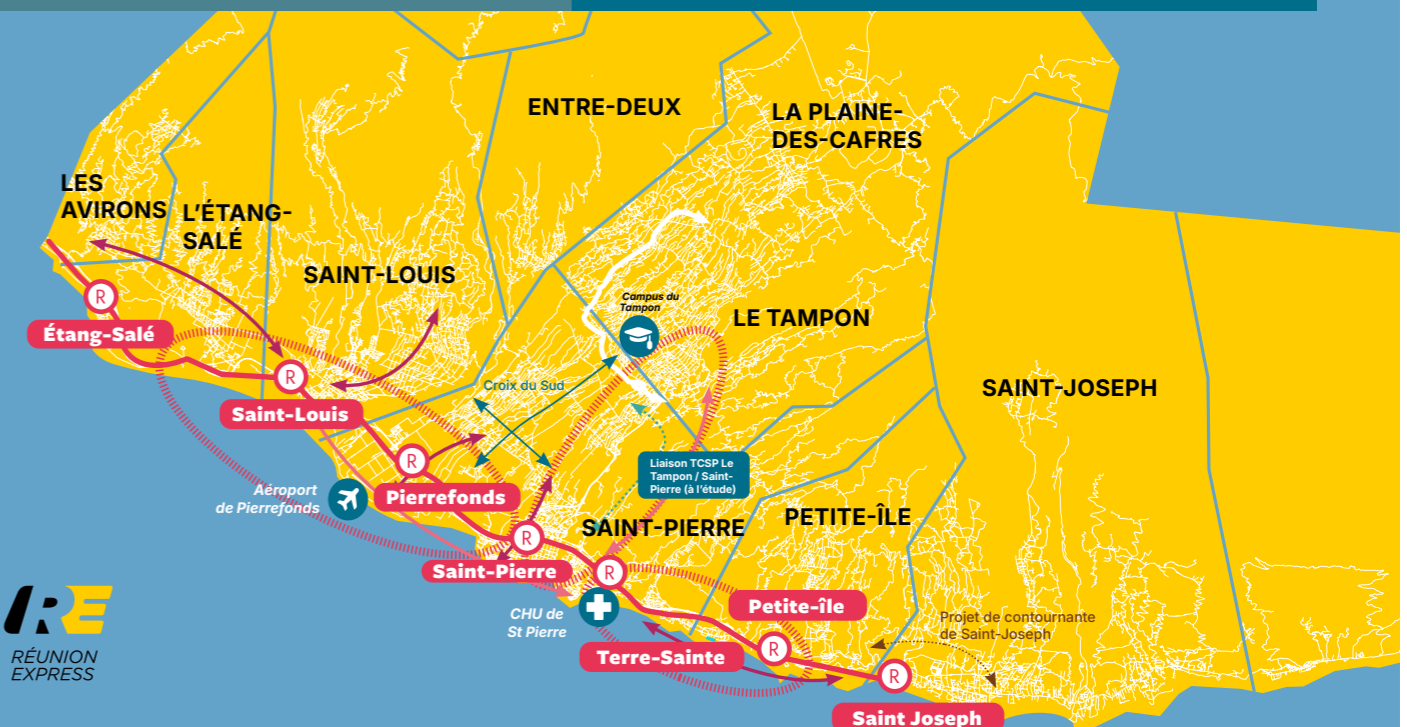 ENTRE-DEUX
LA PLAINE-
DES-CAFRES
LES
AVIRONS
L'ÉTANG-
SALÉ
SAINT-LOUIS
Campus du
Tampon
LE TAMPON
R
Étang-Salé
R
Saint-Louis
Croix du Sud
SAINT-JOSEPH
R
Pierrefonds
Aéroport
de Pierrefonds
Liaison TCSP Le
Tampon / Saint-
Pierre (à l'étude)
SAINT-PIERRE
PETITE-ÎLE
R
Saint-Pierre
R
CHU de
St Pierre
Petite-île
R
Terre-Sainte
Projet de contournante
de Saint-Joseph
R
Saint Joseph
RE
RÉUNION
EXPRESS